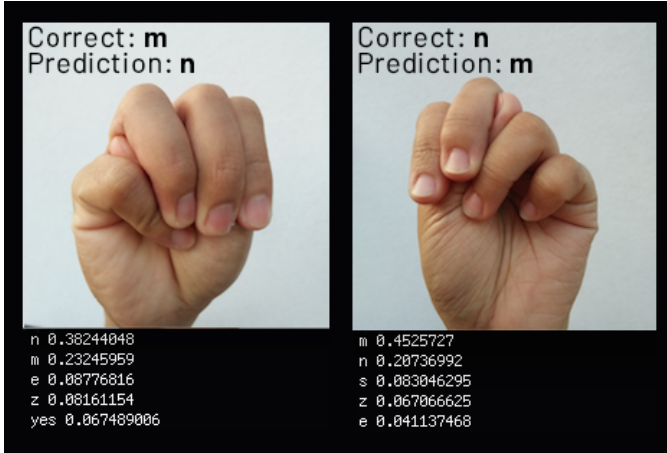 Correct: m
Prediction: n
n 0.38244048
m 0.23245959
e 0.08776816
z 0.08161154
yes 0.067489006
Correct: n
Prediction: m
m 0.4525727
n 0.20736992
s 0.083046295
z 0.067066625
e 0.041137468